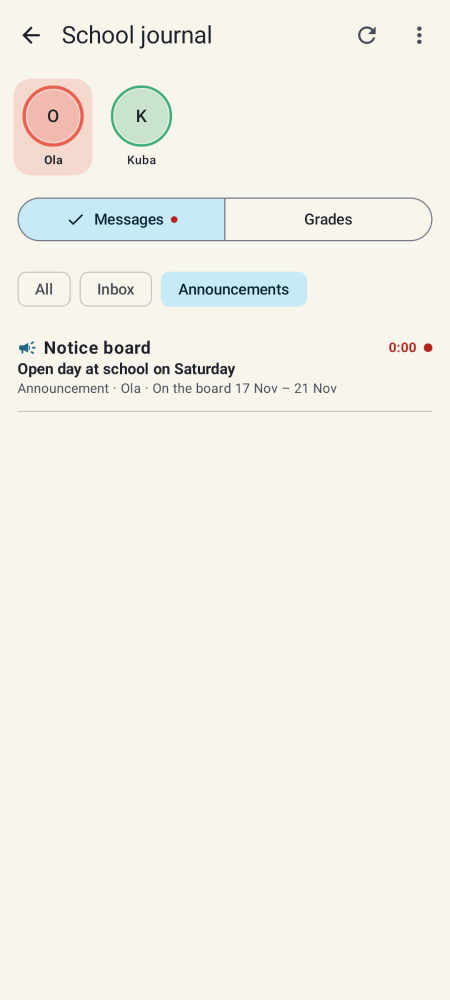 School journal
O
K
Ola
Kuba
Messages
Grades
All
Inbox
Announcements
Notice board
0:00
Open day at school on Saturday
Announcement · Ola · On the board 17 Nov – 21 Nov